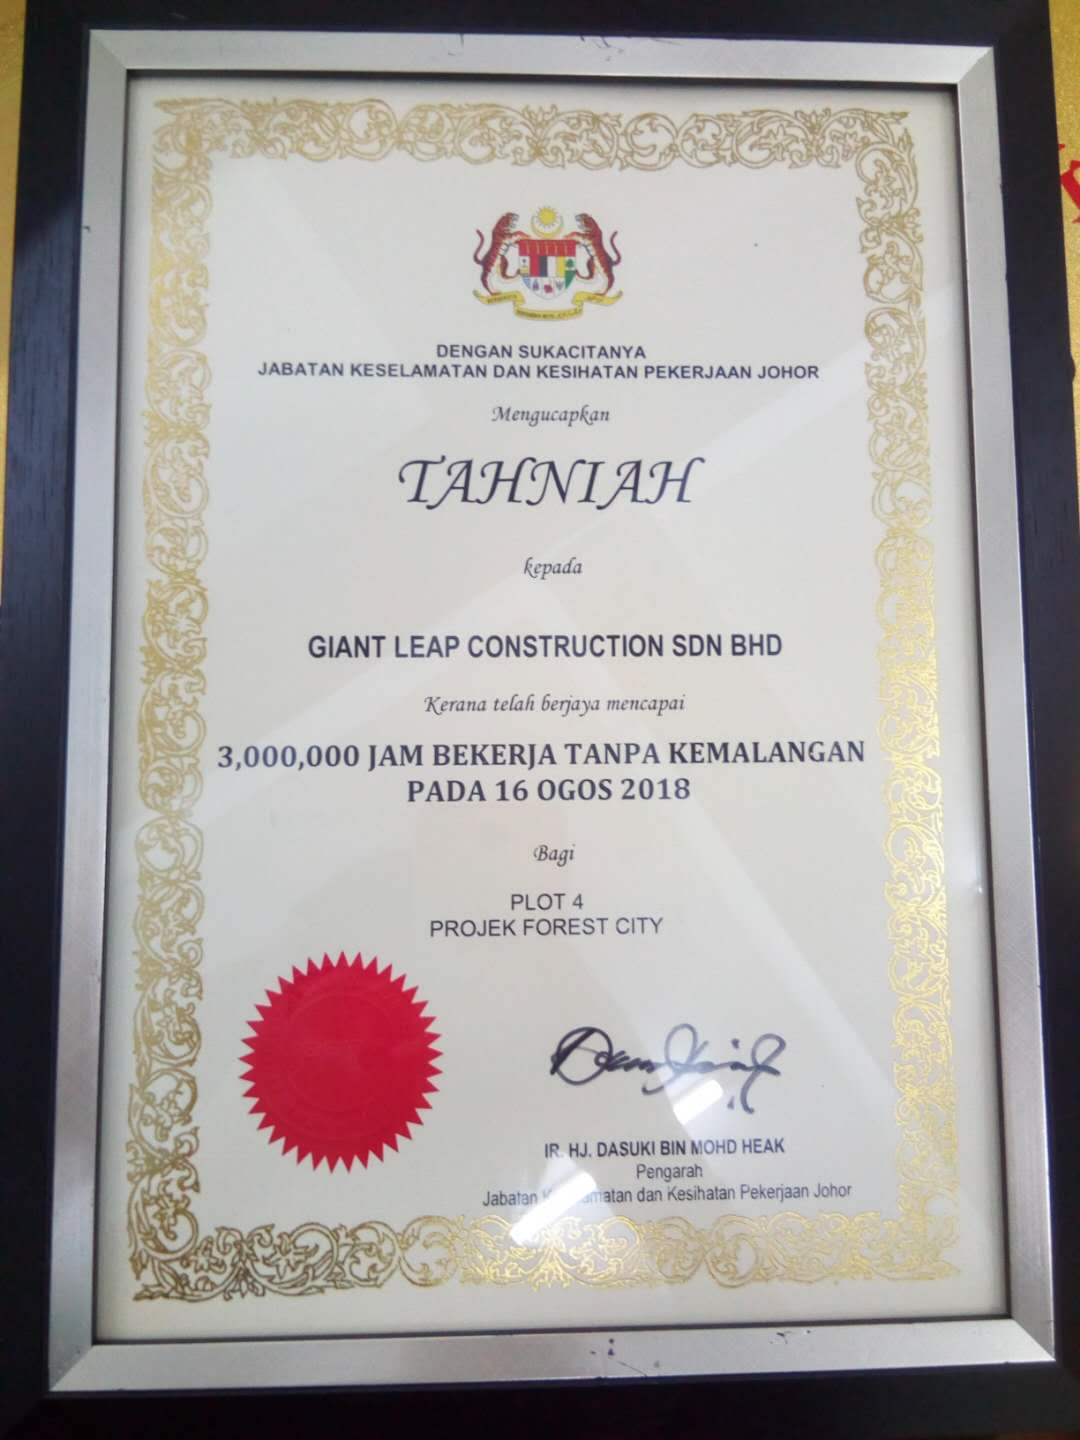 DENGAN SUKACITANYA
JABATAN KESELAMATAN DAN KESIHATAN PEKERJAAN JOHOR
Mengucapkan
TAHNIAH
kepada
GIANT LEAP CONSTRUCTION SDN BHD
Kerana telah berjaya mencapai
3,000,000 JAM BEKERJA TANPA KEMALANGAN
PADA 16 OGOS 2018
Bagi
PLOT 4
PROJEK FOREST CITY
IR. HJ. DASUKI BIN MOHD HEAK
Pengarah
Jabatan Keselamatan dan Kesihatan Pekerjaan Johor